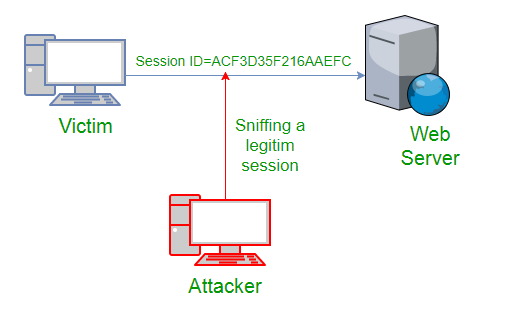 Session ID=ACF3D35F216AAEFC
Victim
Sniffing a
legitim
session
Web
Server
Attacker